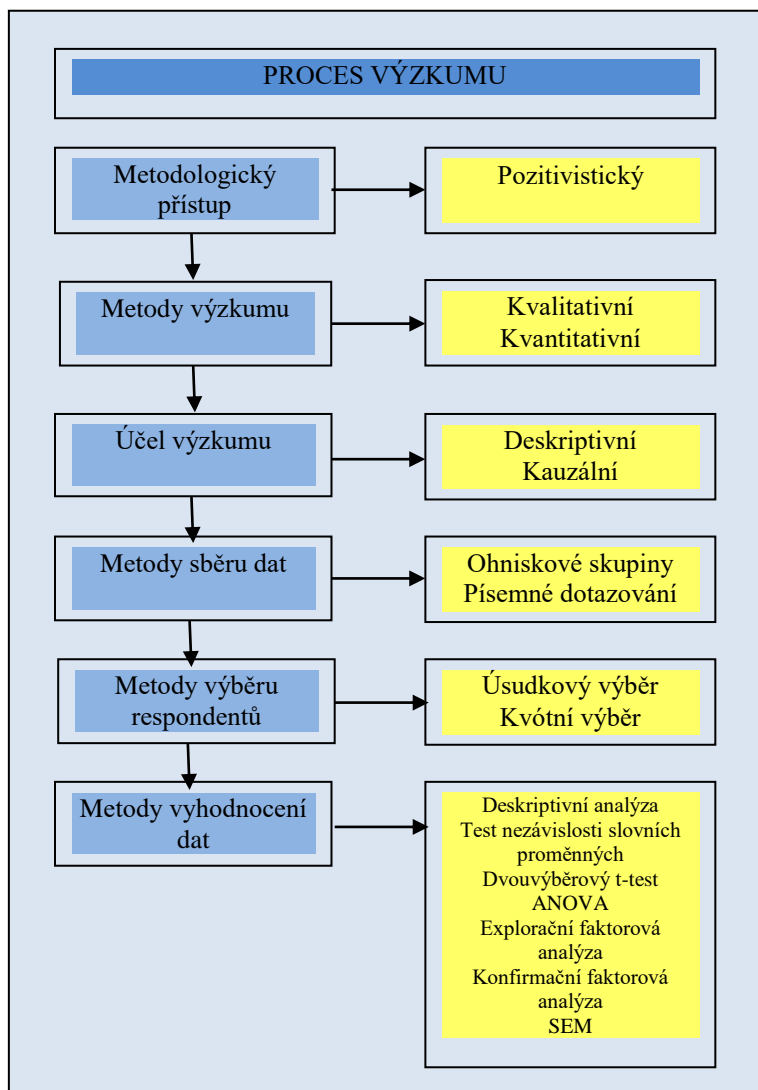 PROCES VÝZKUMU
Metodologický
přístup
Pozitivistický
Metody výzkumu
Kvalitativní
Kvantitativní
Účel výzkumu
Deskriptivní
Kauzální
Metody sběru dat
Ohniskové skupiny
Písemné dotazování
Metody výběru
respondentů
Úsudkový výběr
Kvótní výběr
Metody vyhodnocení
dat
Deskriptivní analýza
Test nezávislosti slovních
proměnných
Dvouvýběrový t-test
ANOVA
Explorační faktorová
analýza
Konfirmační faktorová
analýza
SEM